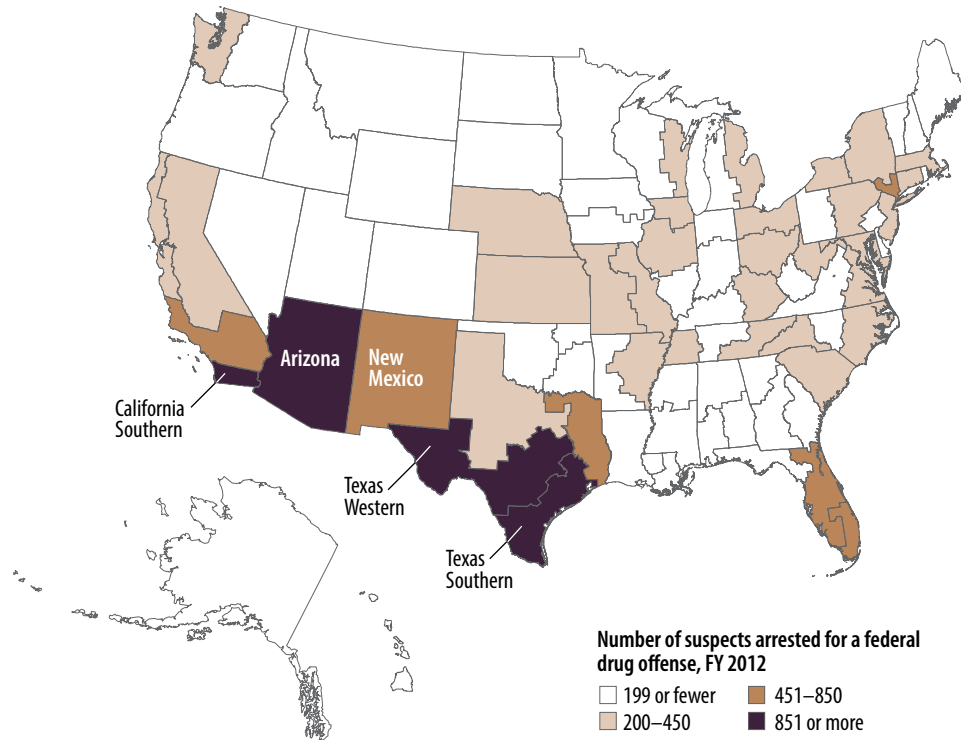 Arizona
New
Mexico
California
Southern
Texas
Western
Texas
Southern
Number of suspects arrested for a federal
drug offense, FY 2012
199 or fewer
451–850
200–450
851 or more